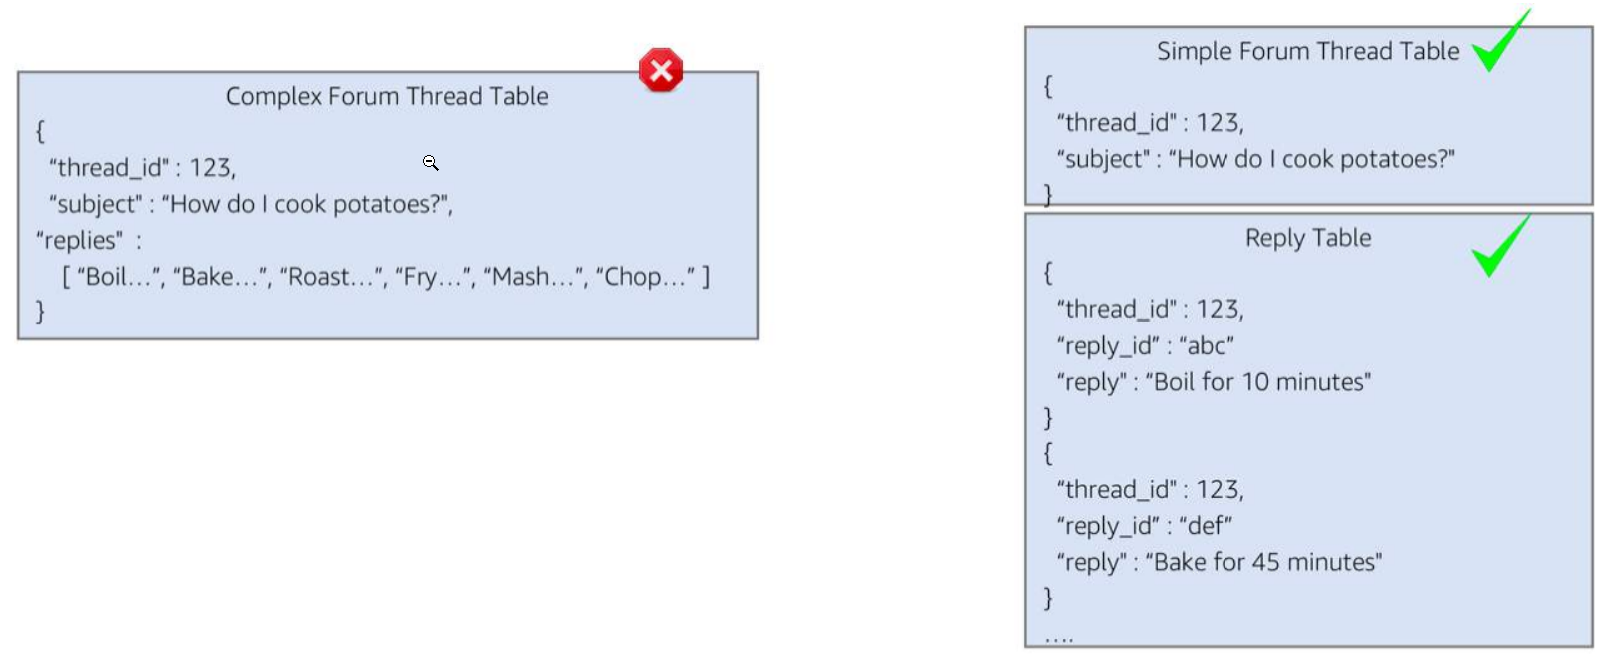 Complex Forum Thread Table
{
“thread_id" : 123,
“subject" : “How do I cook potatoes?",
“replies"  :
[ “Boil...”, “Bake...”, “Roast...”, “Fry...”, “Mash...”, “Chop...” ]
}
Simple Forum Thread Table
{
“thread_id" : 123,
“subject" : “How do I cook potatoes?"
}
Reply Table
{
“thread_id" : 123,
“reply_id” : “abc”
“reply" : “Boil for 10 minutes"
}
{
“thread_id" : 123,
“reply_id” : “def”
“reply" : “Bake for 45 minutes"
}
....